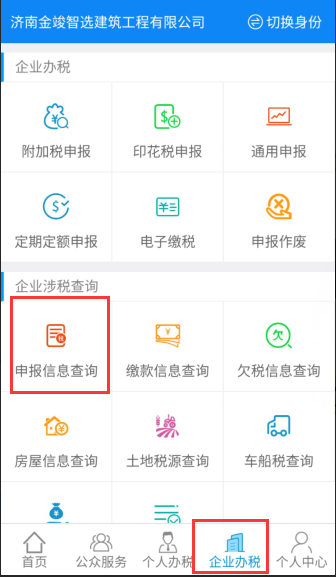 济南金竣智选建筑工程有限公司 切换身份
企业办税
附加税申报 印花税申报 通用申报
定期定额申报 电子缴税 申报作废
企业涉税查询
申报信息查询 缴款信息查询 欠税信息查询
房屋信息查询 土地税源查询 车船税查询
首页 公众服务 个人办税 企业办税 个人中心